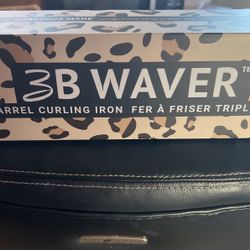 3B WAVER™
ARREL CURLING IRON FER À FRISER TRIPL